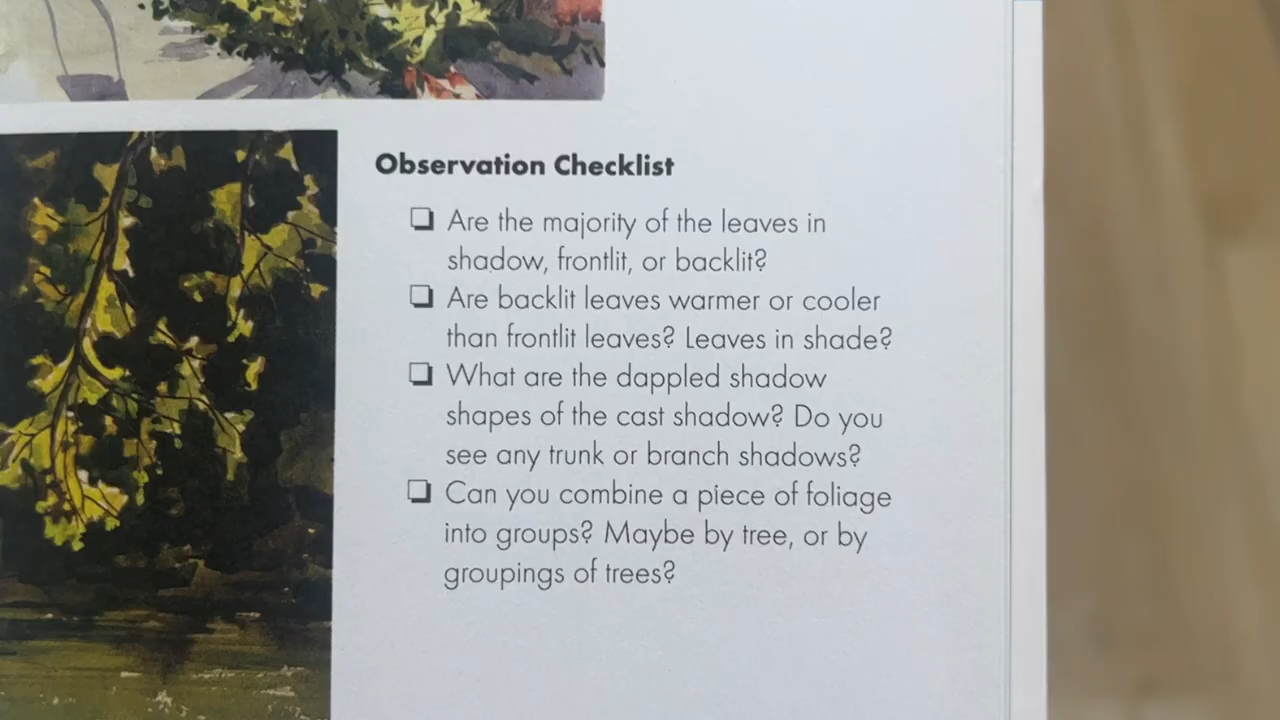 Observation Checklist
❏ Are the majority of the leaves in
shadow, frontlit, or backlit?
❏ Are backlit leaves warmer or cooler
than frontlit leaves? Leaves in shade?
❏ What are the dappled shadow
shapes of the cast shadow? Do you
see any trunk or branch shadows?
❏ Can you combine a piece of foliage
into groups? Maybe by tree, or by
groupings of trees?